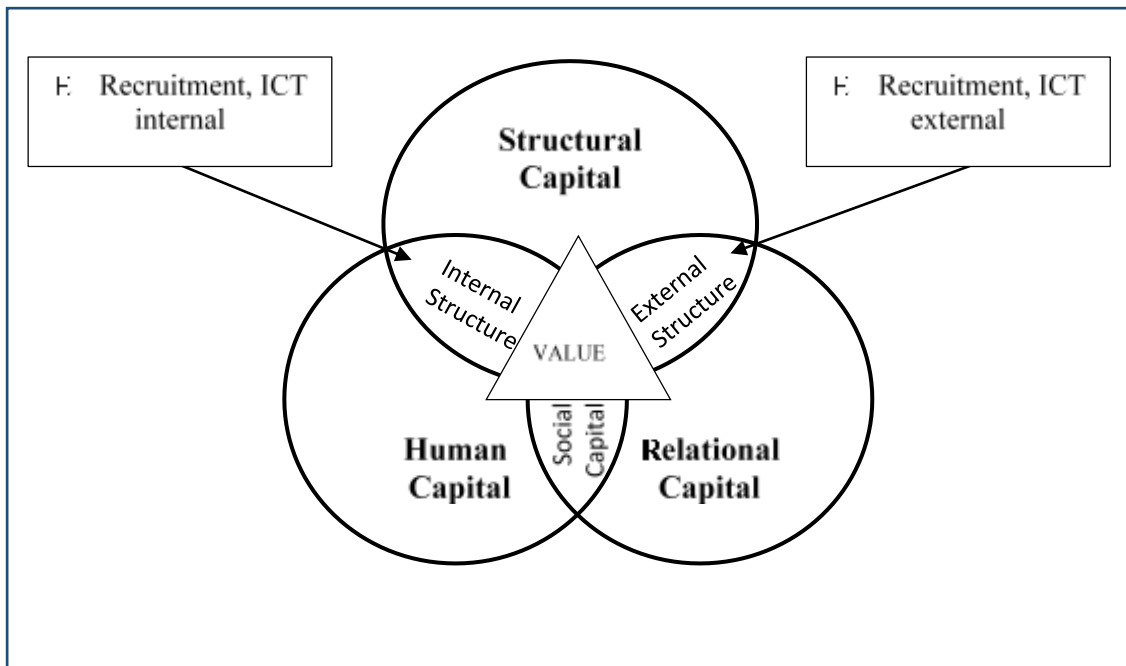 Recruitment, ICT
internal
Recruitment, ICT
external
Structural
Capital
Internal
Structure
External
Structure
VALUE
Social
Capital
Human
Capital
Relational
Capital